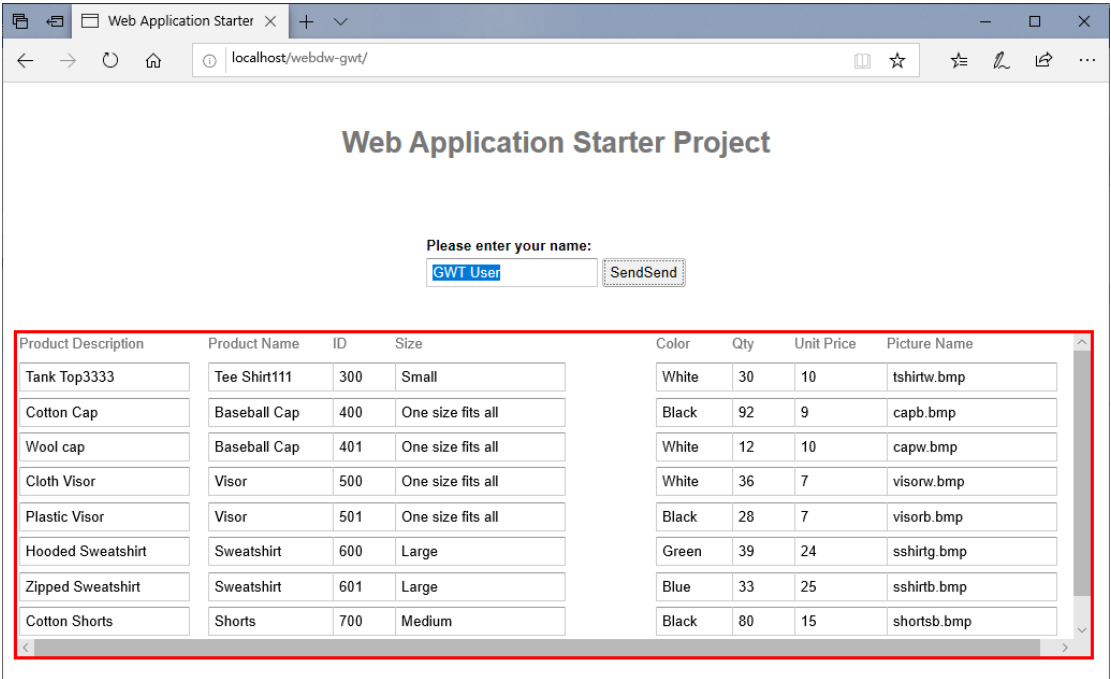 Web Application Starter
localhost/webdw-gwt/
Web Application Starter Project
Please enter your name:
GWT User SendSend
Product Description Product Name ID Size Color Qty Unit Price Picture Name
Tank Top3333 Tee Shirt111 300 Small White 30 10 tshirtw.bmp
Cotton Cap Baseball Cap 400 One size fits all Black 92 9 capb.bmp
Wool cap Baseball Cap 401 One size fits all White 12 10 capw.bmp
Cloth Visor Visor 500 One size fits all White 36 7 visorw.bmp
Plastic Visor Visor 501 One size fits all Black 28 7 visorb.bmp
Hooded Sweatshirt Sweatshirt 600 Large Green 39 24 sshirtg.bmp
Zipped Sweatshirt Sweatshirt 601 Large Blue 33 25 sshirtb.bmp
Cotton Shorts Shorts 700 Medium Black 80 15 shortsb.bmp